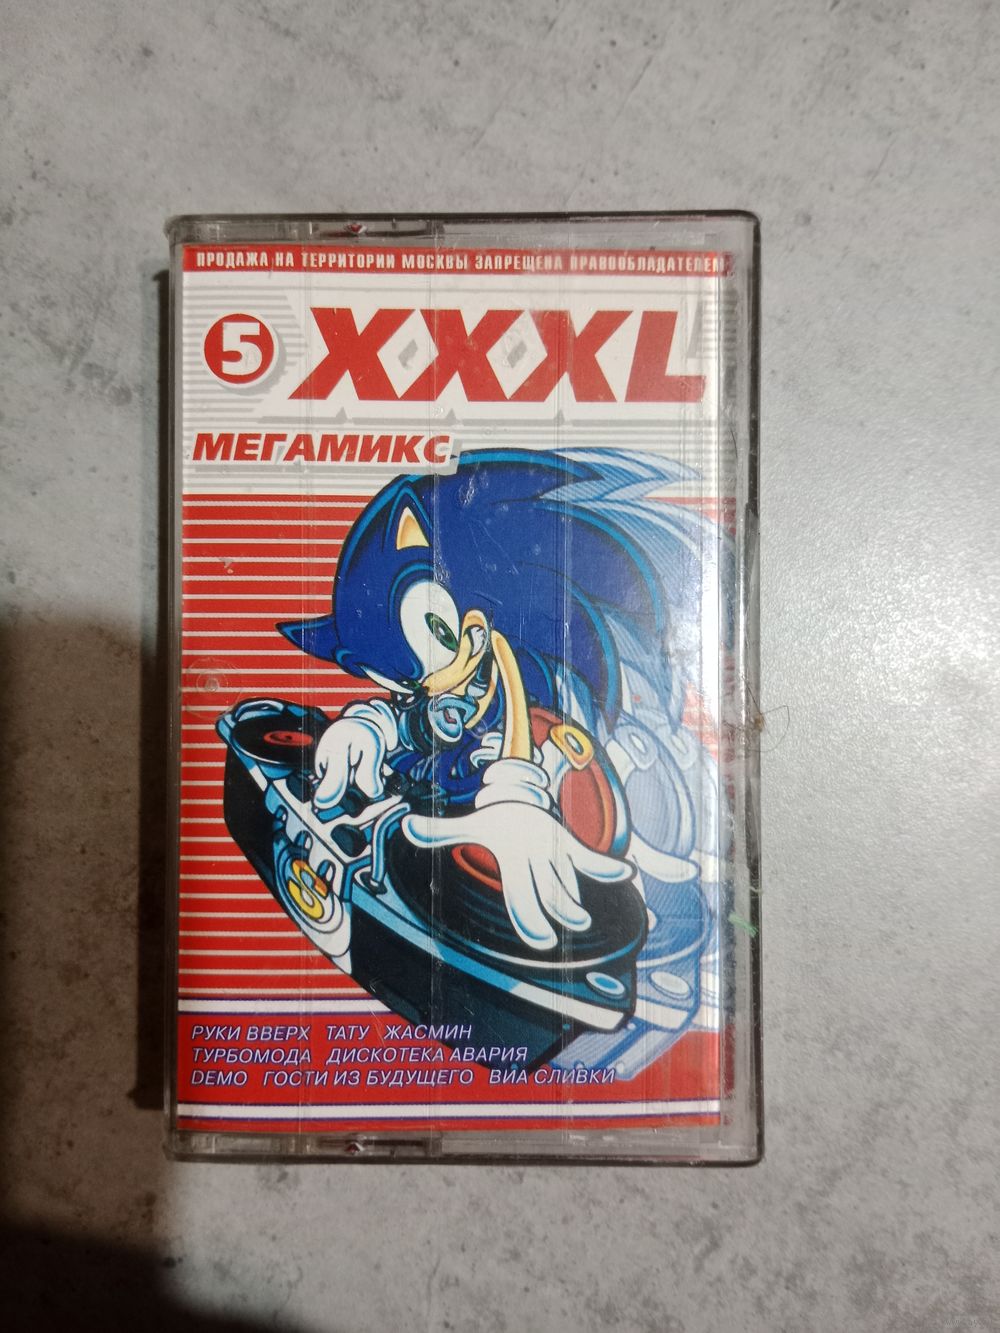 ПРОДАЖА НА ТЕРРИТОРИИ МОСКВЫ ЗАПРЕЩЕНА ПРАВООБЛАДАТЕЛЕМ
5 XXXL
МЕГАМИКС
РУКИ ВВЕРХ ТАТУ ЖАСМИН
ТУРБОМОДА ДИСКОТЕКА АВАРИЯ
DEMO ГОСТИ ИЗ БУДУЩЕГО ВИА СЛИВКИ